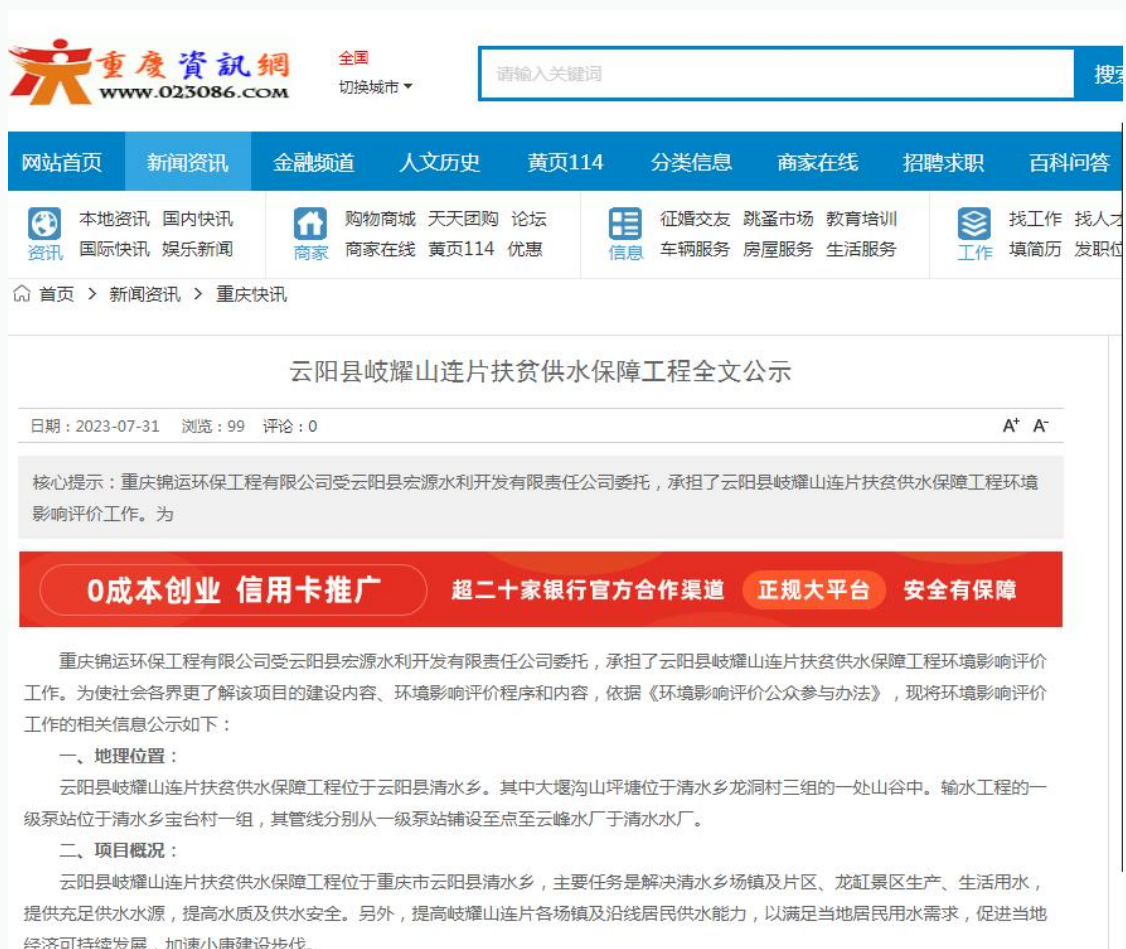 重慶資訊網
www.023086.com
全国
切换城市
请输入关键词
搜索
网站首页 新闻资讯 金融频道 人文历史 黄页114 分类信息 商家在线 招聘求职 百科问答
本地资讯 国内快讯 购物商城 天天团购 论坛 征婚交友 跳蚤市场 教育培训 找工作 找人才
资讯 国际快讯 娱乐新闻 商家 商家在线 黄页114 优惠 信息 车辆服务 房屋服务 生活服务 工作 填简历 发职位
首页 > 新闻资讯 > 重庆快讯
云阳县岐耀山连片扶贫供水保障工程全文公示
日期：2023-07-31 浏览：99 评论：0 A+ A-
核心提示：重庆锦运环保工程有限公司受云阳县宏源水利开发有限责任公司委托，承担了云阳县岐耀山连片扶贫供水保障工程环境
影响评价工作。为
0成本创业 信用卡推广 超二十家银行官方合作渠道 正规大平台 安全有保障
重庆锦运环保工程有限公司受云阳县宏源水利开发有限责任公司委托，承担了云阳县岐耀山连片扶贫供水保障工程环境影响评价
工作。为使社会各界更了解该项目的建设内容、环境影响评价程序和内容，依据《环境影响评价公众参与办法》，现将环境影响评价
工作的相关信息公示如下：
一、地理位置：
云阳县岐耀山连片扶贫供水保障工程位于云阳县清水乡。其中大堰沟山坪塘位于清水乡龙洞村三组的一处山谷中。输水工程的一
级泵站位于清水乡宝台村一组，其管线分别从一级泵站铺设至点至云峰水厂于清水水厂。
二、项目概况：
云阳县岐耀山连片扶贫供水保障工程位于重庆市云阳县清水乡，主要任务是解决清水乡场镇及片区、龙缸景区生产、生活用水，
提供充足供水水源，提高水质及供水安全。另外，提高岐耀山连片各场镇及沿线居民供水能力，以满足当地居民用水需求，促进当地
经济可持续发展，加速小康建设步伐。